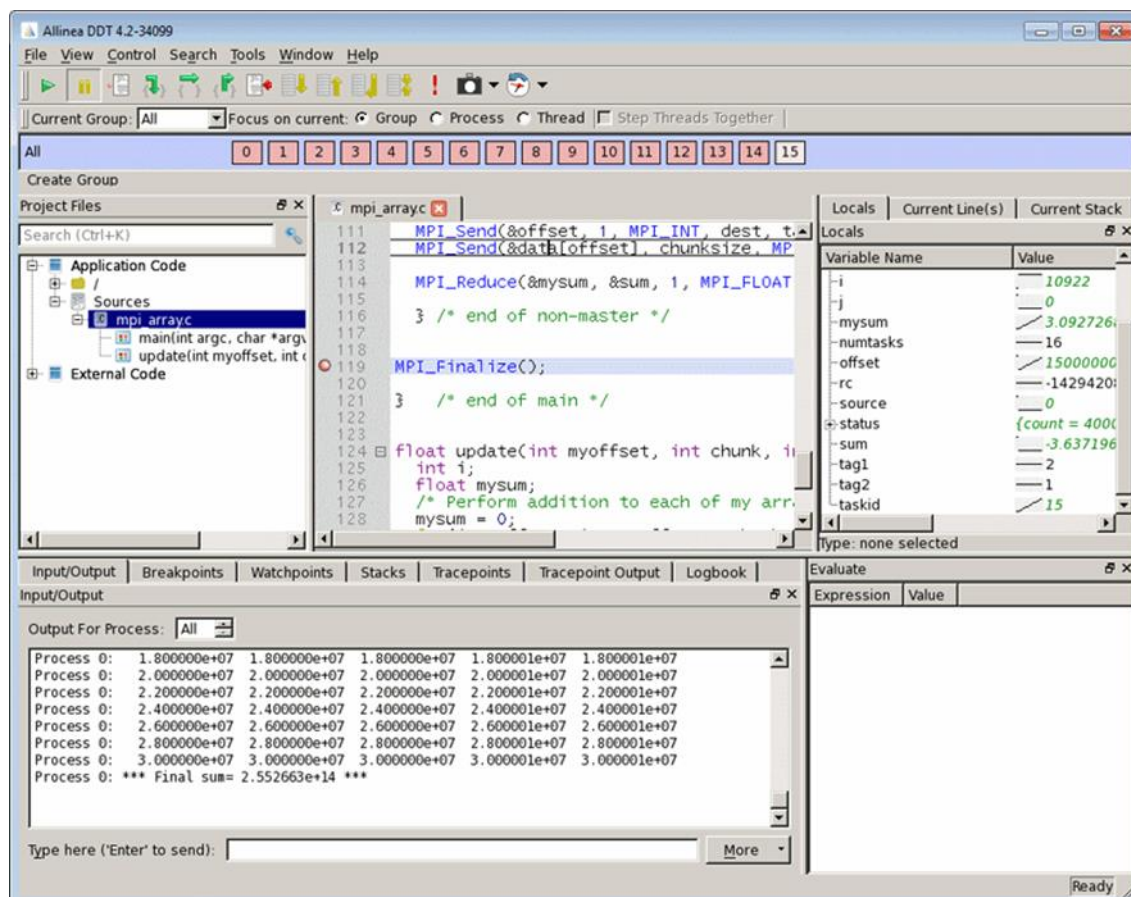 Allinea DDT 4.2-34099
File View Control Search Tools Window Help
Current Group: All Focus on current: Group Process Thread Step Threads Together
All 0 1 2 3 4 5 6 7 8 9 10 11 12 13 14 15
Create Group
Project Files
Search (Ctrl+K)
Application Code
/
Sources
mpi_array.c
main(int argc, char *argv
update(int myoffset, int c
External Code
mpi_array.c
111 MPI_Send(&offset, 1, MPI_INT, dest, t
112 MPI_Send(&data[offset], chunksize, MP
113
114 MPI_Reduce(&mysum, &sum, 1, MPI_FLOAT
115
116 } /* end of non-master */
117
118
119 MPI_Finalize();
120
121 } /* end of main */
122
123
124 float update(int myoffset, int chunk, in
125 int i;
126 float mysum;
127 /* Perform addition to each of my arr
128 mysum = 0;
Locals Current Line(s) Current Stack
Locals
Variable Name Value
i 10922
j 0
mysum 3.0927268
numtasks 16
offset 15000000
rc -14294208
source 0
status {count = 4000
sum -3.637196
tag1 2
tag2 1
taskid 15
Type: none selected
Input/Output Breakpoints Watchpoints Stacks Tracepoints Tracepoint Output Logbook
Input/Output
Output For Process: All
Process 0: 1.800000e+07 1.800000e+07 1.800000e+07 1.800001e+07 1.800001e+07
Process 0: 2.000000e+07 2.000000e+07 2.000000e+07 2.000001e+07 2.000001e+07
Process 0: 2.200000e+07 2.200000e+07 2.200000e+07 2.200001e+07 2.200001e+07
Process 0: 2.400000e+07 2.400000e+07 2.400000e+07 2.400001e+07 2.400001e+07
Process 0: 2.600000e+07 2.600000e+07 2.600000e+07 2.600001e+07 2.600001e+07
Process 0: 2.800000e+07 2.800000e+07 2.800000e+07 2.800001e+07 2.800001e+07
Process 0: 3.000000e+07 3.000000e+07 3.000000e+07 3.000001e+07 3.000001e+07
Process 0: *** Final sum= 2.552663e+14 ***
Type here ('Enter' to send): More
Evaluate
Expression Value
Ready